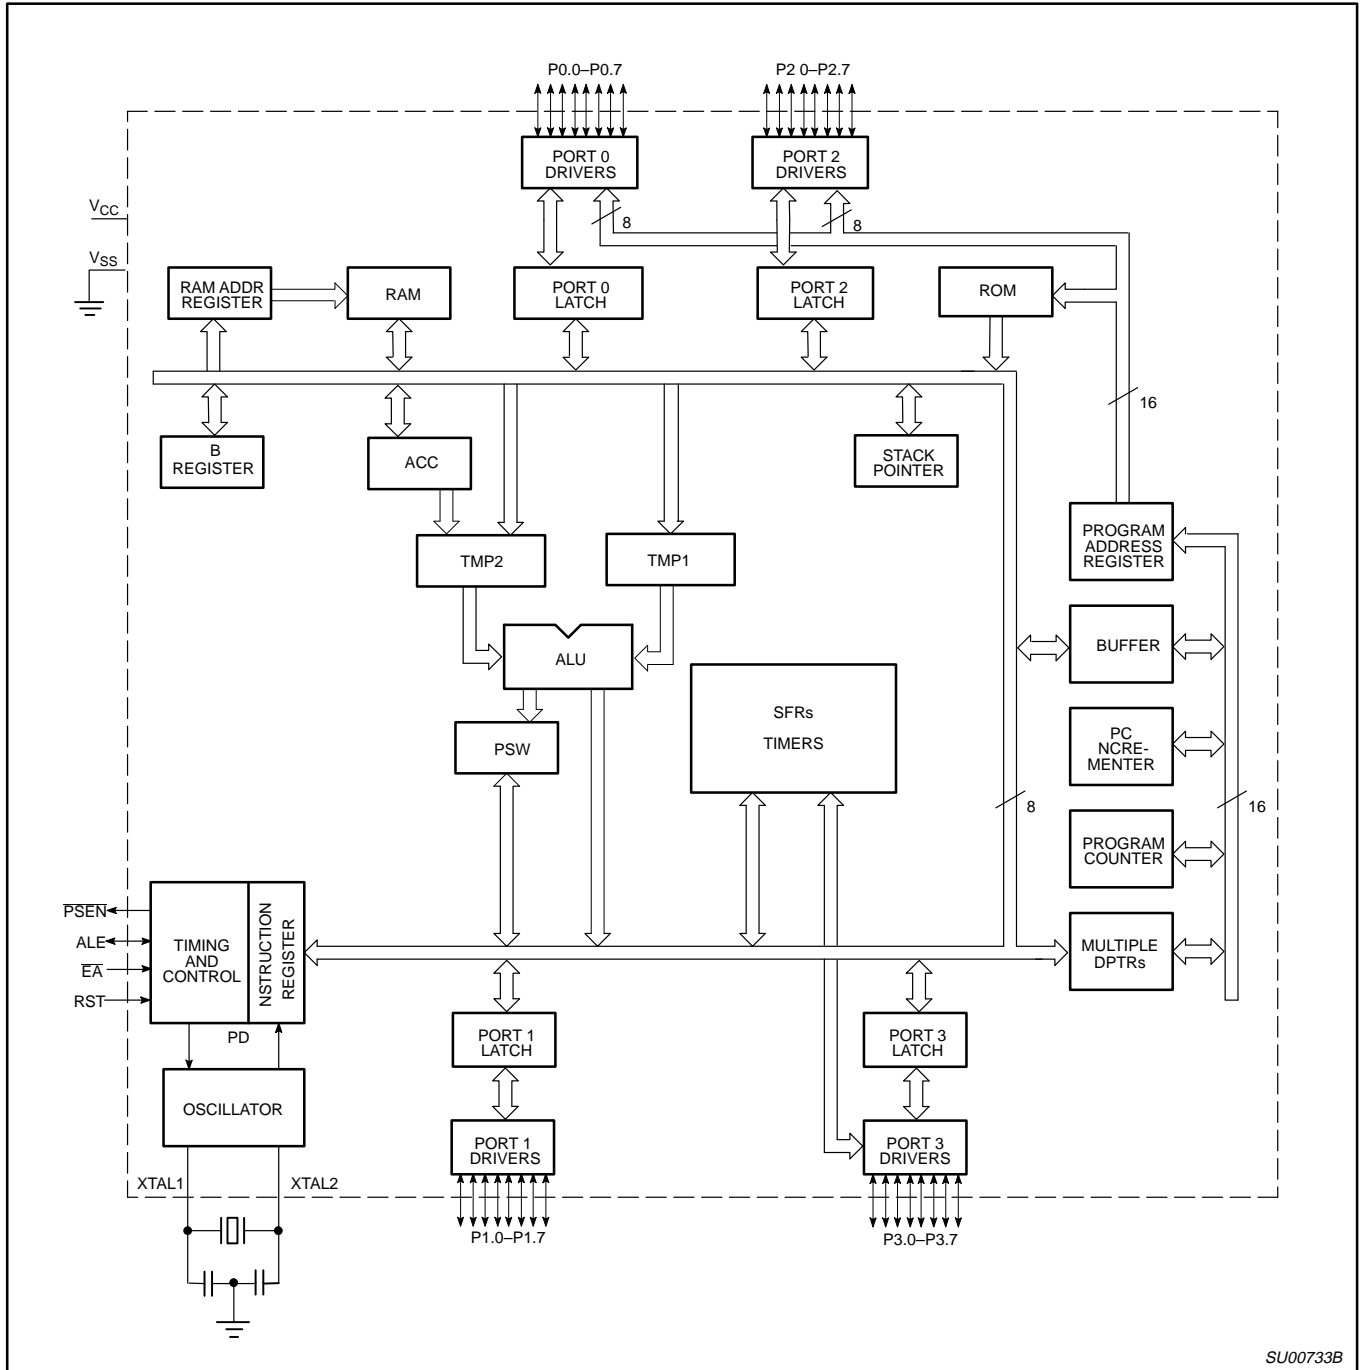 P0.0–P0.7
P2 0–P2.7
PORT 0
DRIVERS
PORT 2
DRIVERS
VCC
8
8
VSS
RAM ADDR
REGISTER
RAM
PORT 0
LATCH
PORT 2
LATCH
ROM
16
B
REGISTER
ACC
STACK
POINTER
PROGRAM
ADDRESS
REGISTER
TMP2
TMP1
BUFFER
ALU
SFRs
TIMERS
PSW
PC
NCRE-
MENTER
8
16
PROGRAM
COUNTER
PSEN
ALE
EA
RST
TIMING
AND
CONTROL
NSTRUCTION
REGISTER
MULTIPLE
DPTRs
PD
PORT 1
LATCH
PORT 3
LATCH
OSCILLATOR
PORT 1
DRIVERS
PORT 3
DRIVERS
XTAL1
XTAL2
P1.0–P1.7
P3.0–P3.7
SU00733B